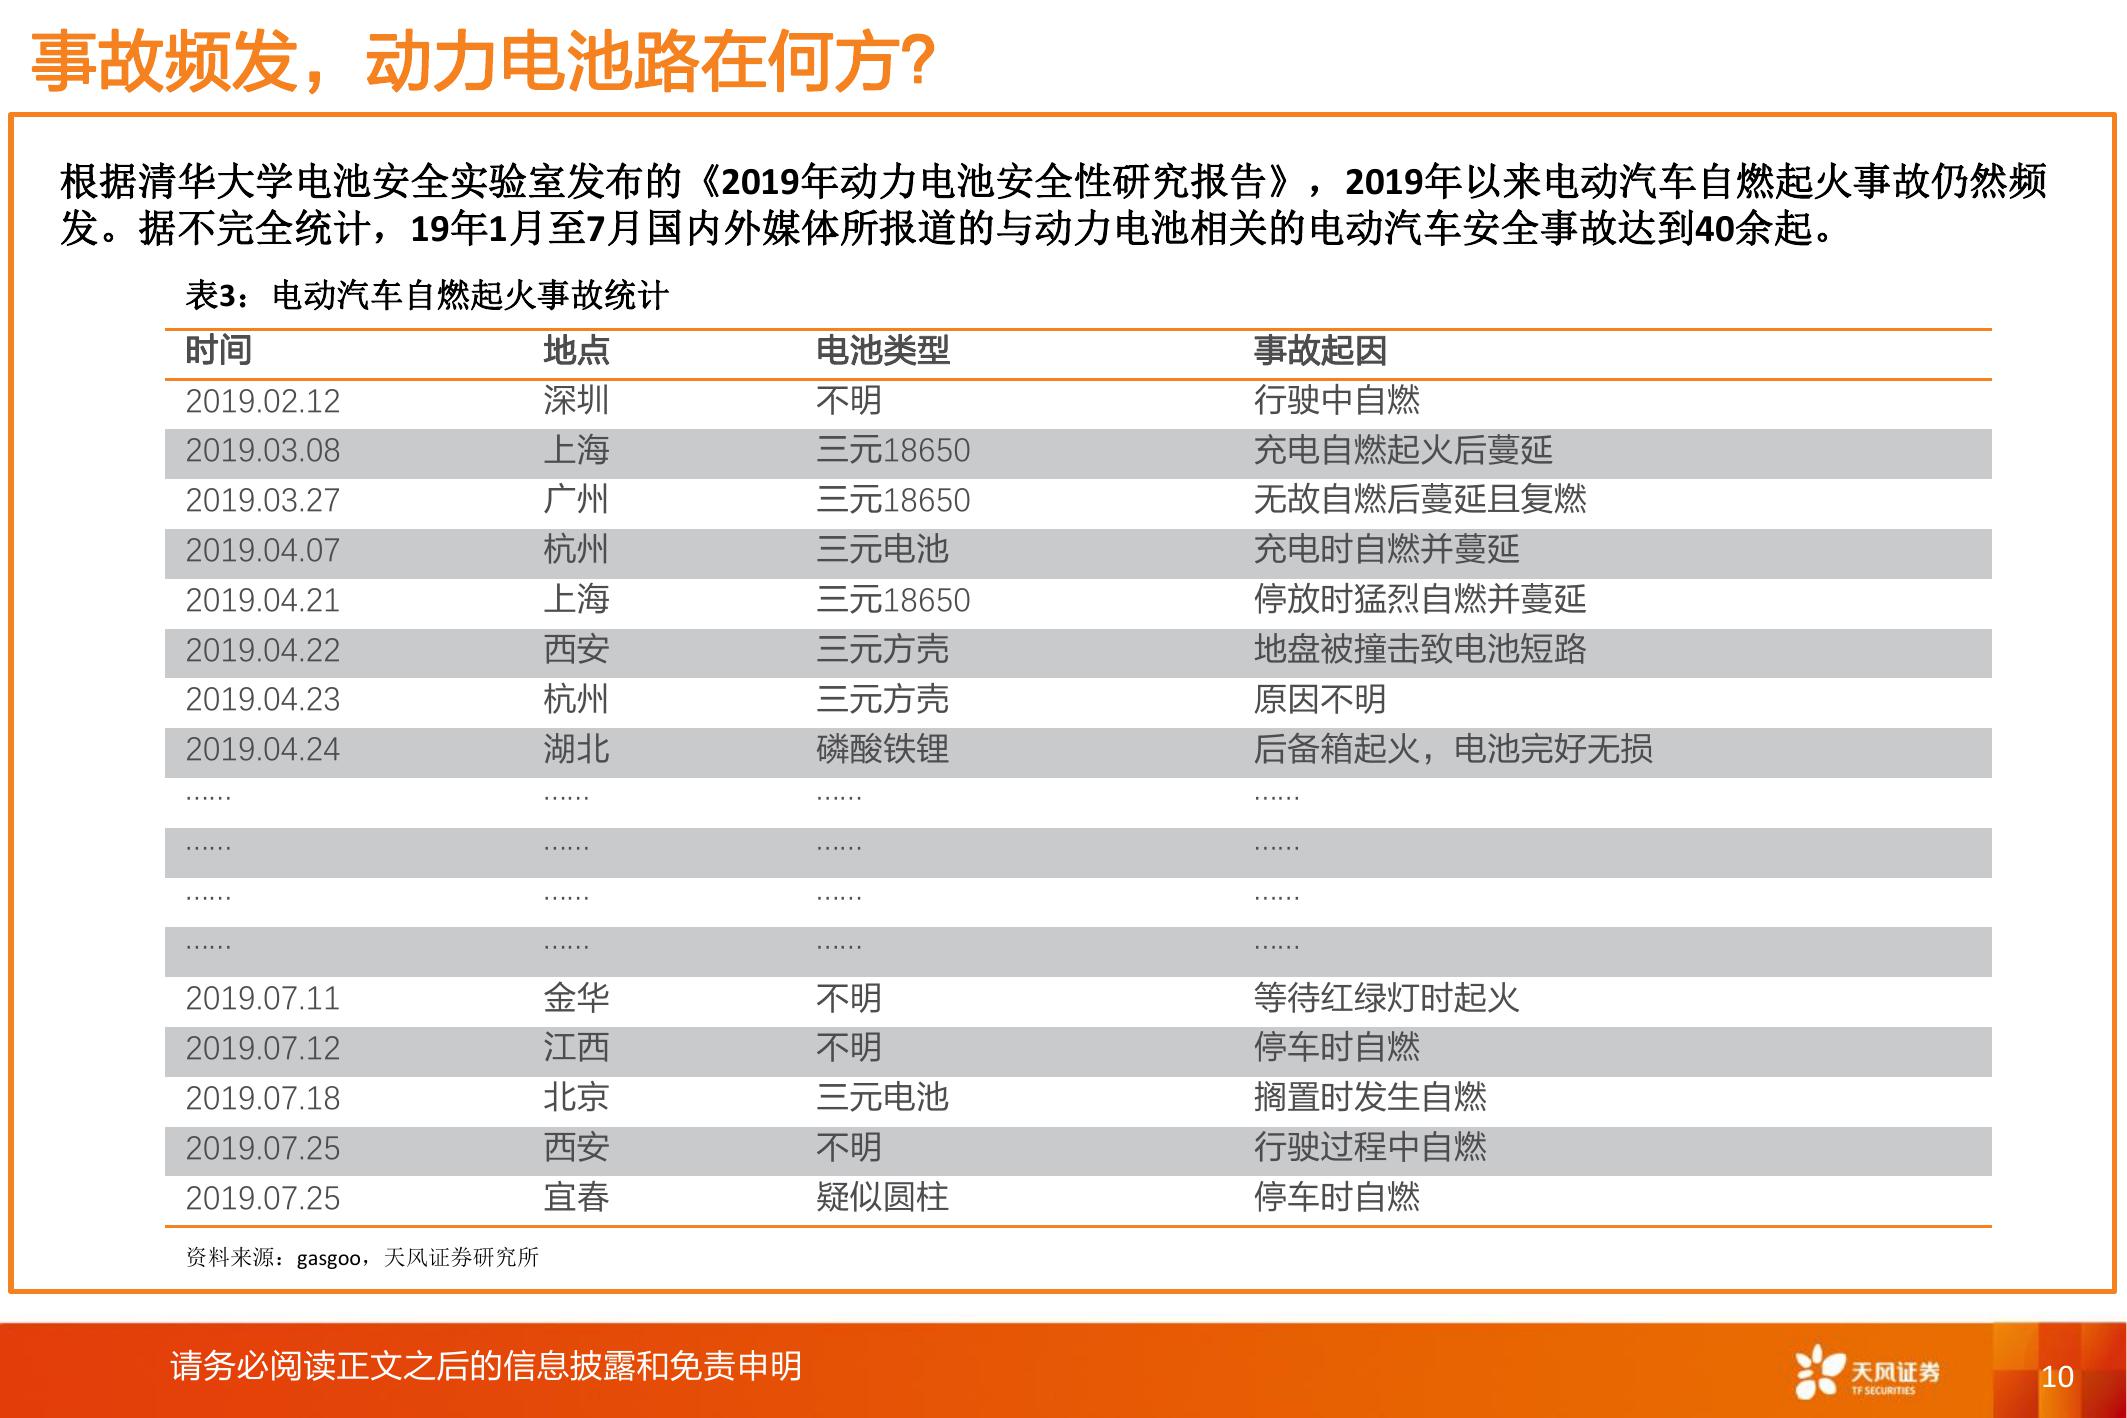 事故频发，动力电池路在何方？
根据清华大学电池安全实验室发布的《2019年动力电池安全性研究报告》，2019年以来电动汽车自燃起火事故仍然频
发。据不完全统计，19年1月至7月国内外媒体所报道的与动力电池相关的电动汽车安全事故达到40余起。
表3：电动汽车自燃起火事故统计
时间 地点 电池类型 事故起因
2019.02.12 深圳 不明 行驶中自燃
2019.03.08 上海 三元18650 充电自燃起火后蔓延
2019.03.27 广州 三元18650 无故自燃后蔓延且复燃
2019.04.07 杭州 三元电池 充电时自燃并蔓延
2019.04.21 上海 三元18650 停放时猛烈自燃并蔓延
2019.04.22 西安 三元方壳 地盘被撞击致电池短路
2019.04.23 杭州 三元方壳 原因不明
2019.04.24 湖北 磷酸铁锂 后备箱起火，电池完好无损
…… …… …… ……
…… …… …… ……
…… …… …… ……
…… …… …… ……
2019.07.11 金华 不明 等待红绿灯时起火
2019.07.12 江西 不明 停车时自燃
2019.07.18 北京 三元电池 搁置时发生自燃
2019.07.25 西安 不明 行驶过程中自燃
2019.07.25 宜春 疑似圆柱 停车时自燃
资料来源：gasgoo，天风证券研究所
请务必阅读正文之后的信息披露和免责申明
天风证券
TF SECURITIES
10